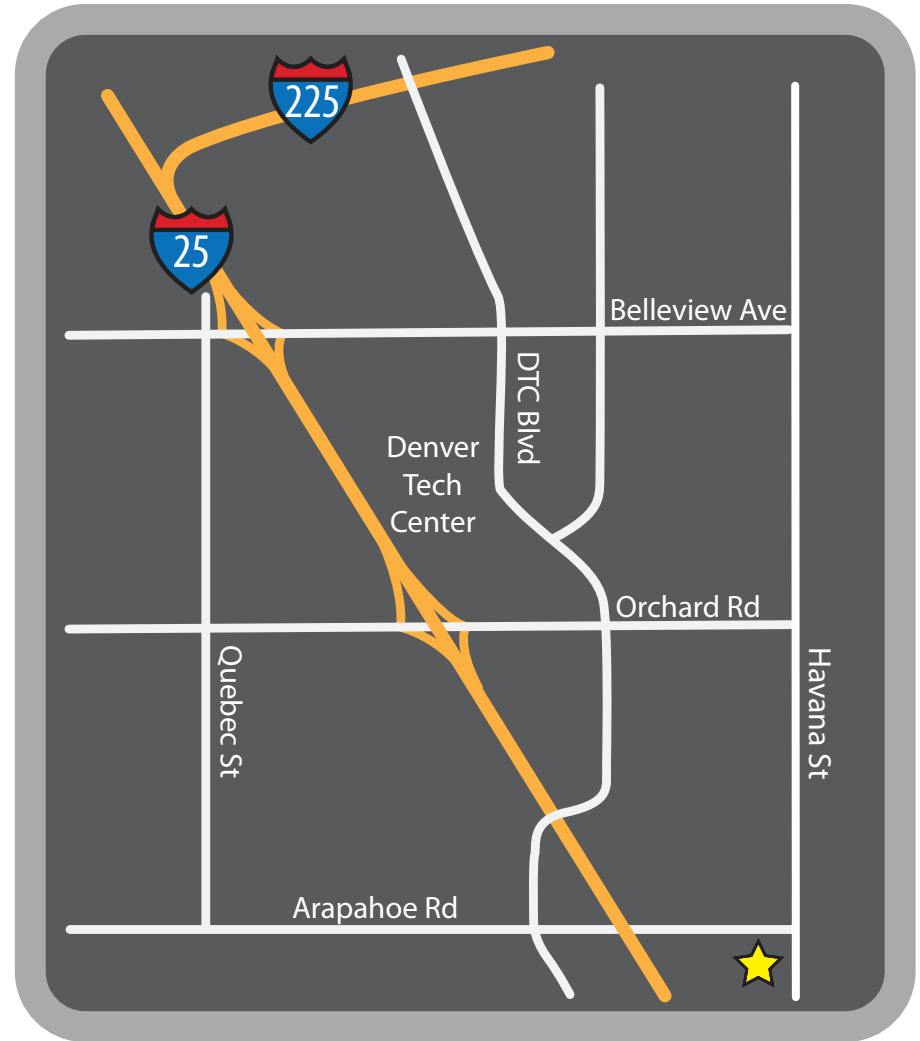 225
25
Belleview Ave
DTC Blvd
Denver
Tech
Center
Orchard Rd
Quebec St
Havana St
Arapahoe Rd